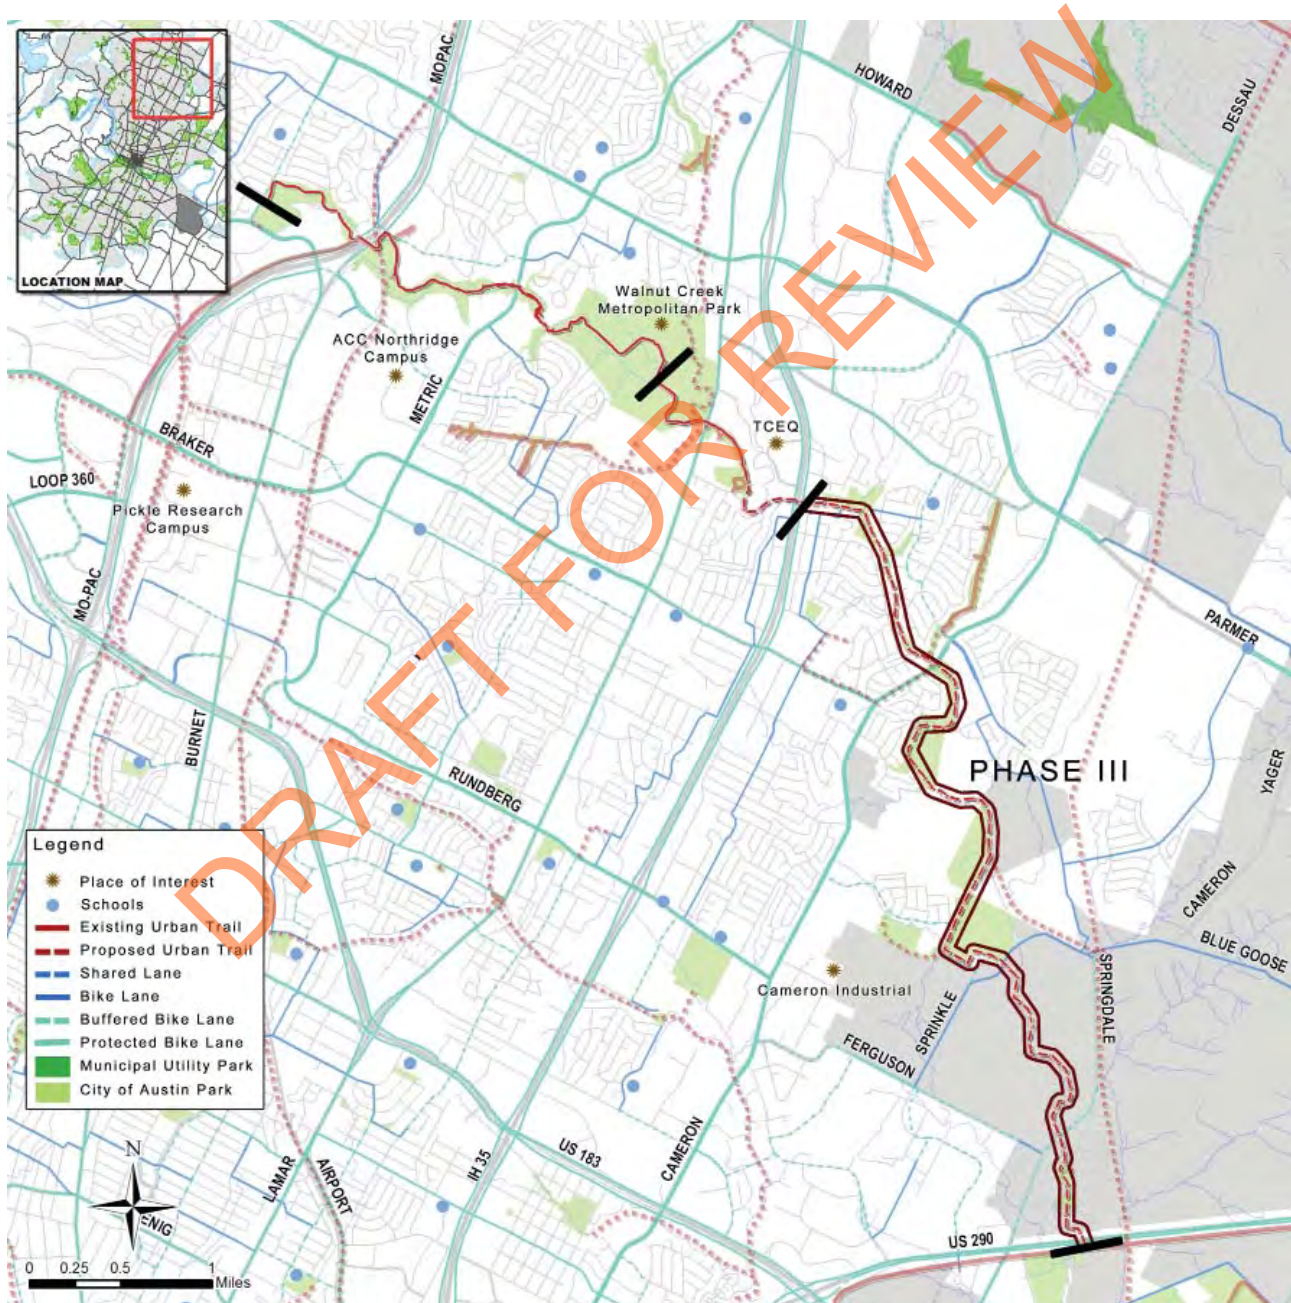 LOCATION MAP
MOPAC
HOWARD
DESSAU
Walnut Creek
Metropolitan Park
ACC Northridge
Campus
METRIC
BRAKER
TCEQ
LOOP 360
Pickle Research
Campus
MO-PAC
PARMER
BURNET
PHASE III
YAGER
RUNDBERG
CAMERON
BLUE GOOSE
SPRINGDALE
Cameron Industrial
SPRINKLE
FERGUSON
CAMERON
US 183
IH 35
LAMAR
AIRPORT
US 290
Legend
Place of Interest
Schools
Existing Urban Trail
Proposed Urban Trail
Shared Lane
Bike Lane
Buffered Bike Lane
Protected Bike Lane
Municipal Utility Park
City of Austin Park
N
ENIG
0 0.25 0.5 1
Miles
DRAFT FOR REVIEW